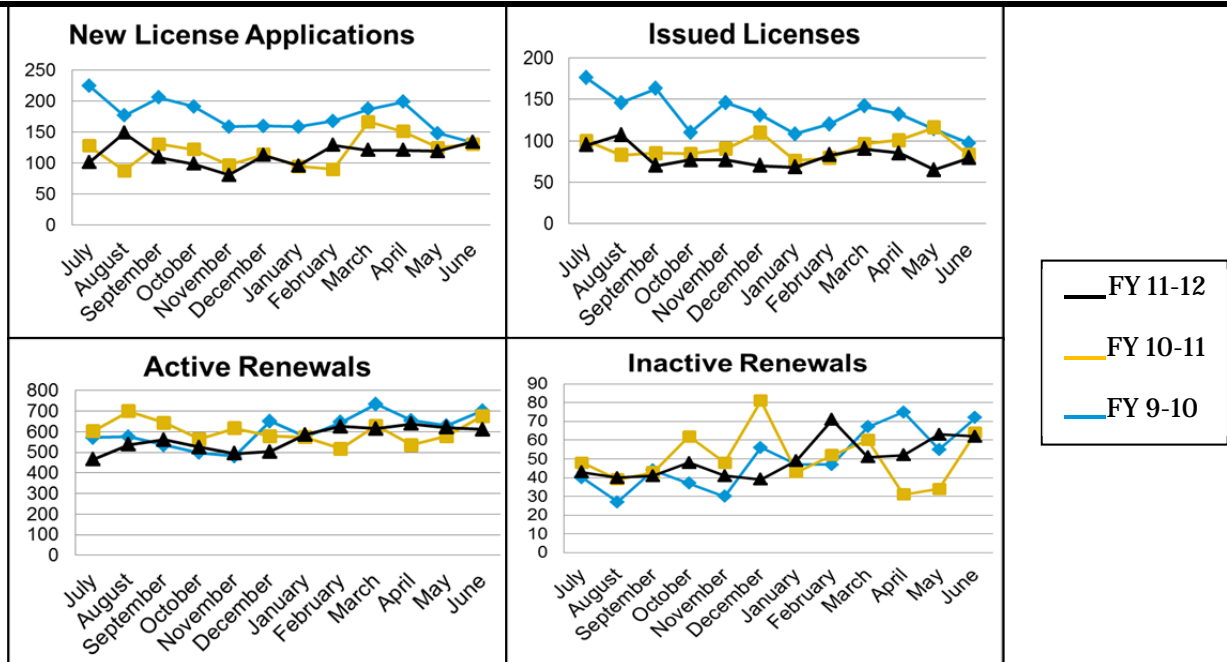 New License Applications
250
200
150
100
50
0
July
August
September
October
November
December
January
February
March
April
May
June
Issued Licenses
200
150
100
50
0
July
August
September
October
November
December
January
February
March
April
May
June
Active Renewals
800
700
600
500
400
300
200
100
0
July
August
September
October
November
December
January
February
March
April
May
June
Inactive Renewals
90
80
70
60
50
40
30
20
10
0
July
August
September
October
November
December
January
February
March
April
May
June
FY 11-12
FY 10-11
FY 9-10